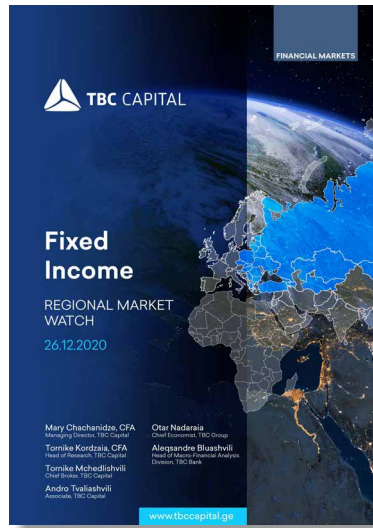 FINANCIAL MARKETS
TBC CAPITAL
Fixed
Income
REGIONAL MARKET
WATCH
26.12.2020
Mary Chachanidze, CFA
Managing Director, TBC Capital
Tornike Kordzaia, CFA
Head of Research, TBC Capital
Tornike Mchedlishvili
Chief Broker, TBC Capital
Andro Tvaliashvili
Associate, TBC Capital
Otar Nadaraia
Chief Economist, TBC Group
Aleqsandre Bluashvili
Head of Macro-Financial Analysis
Division, TBC Bank
www.tbccapital.ge